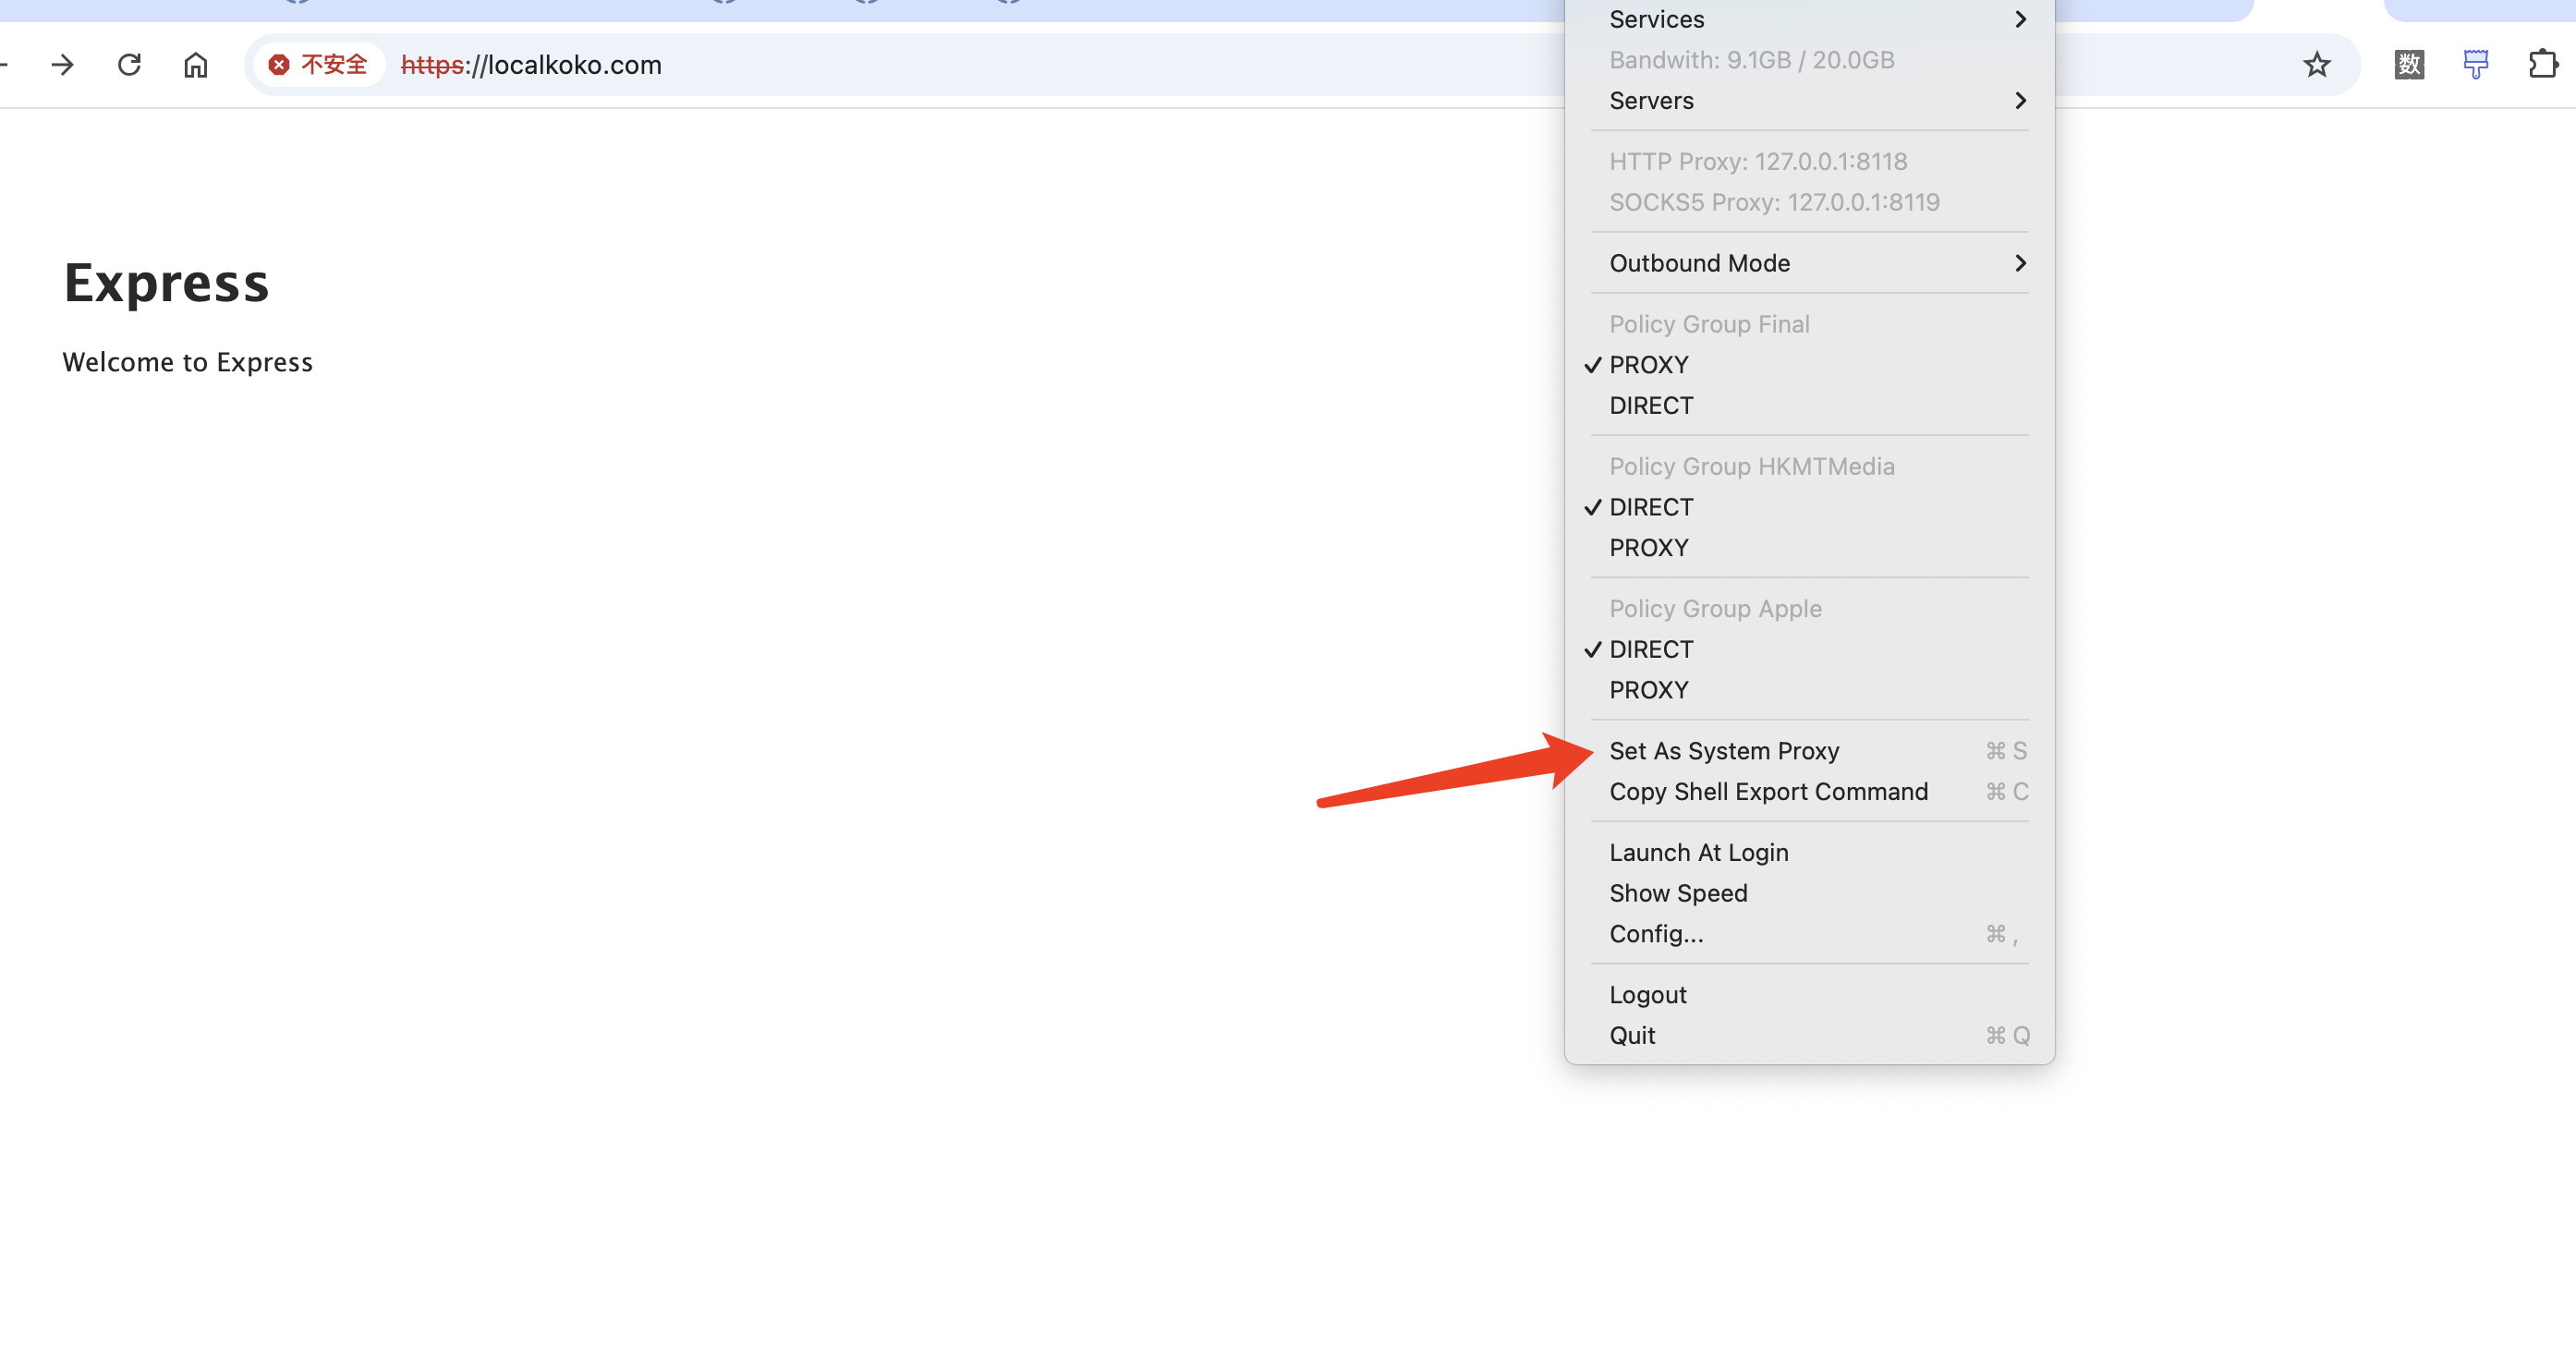 不安全 https://localkoko.com
数
Express
Welcome to Express
Services
Bandwith: 9.1GB / 20.0GB
Servers
HTTP Proxy: 127.0.0.1:8118
SOCKS5 Proxy: 127.0.0.1:8119
Outbound Mode
Policy Group Final
PROXY
DIRECT
Policy Group HKMTMedia
DIRECT
PROXY
Policy Group Apple
DIRECT
PROXY
Set As System Proxy ⌘ S
Copy Shell Export Command ⌘ C
Launch At Login
Show Speed
Config... ⌘ ,
Logout
Quit ⌘ Q